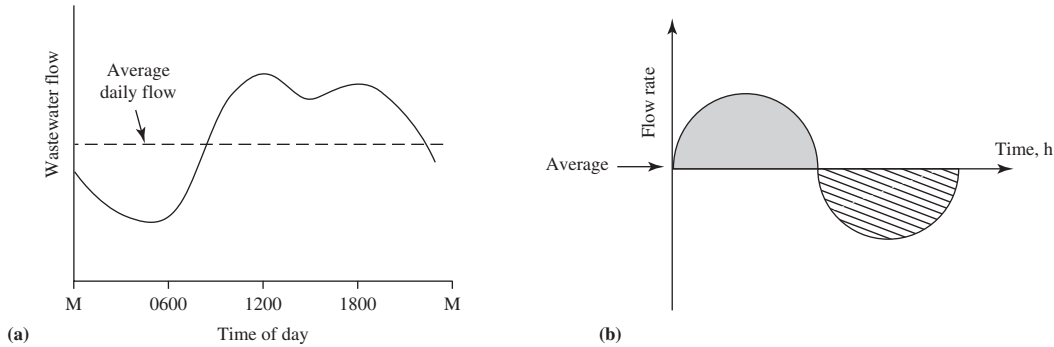 Wastewater flow
Average
daily flow
M
0600
1200
1800
M
Time of day
(a)
Flow rate
Average
Time, h
(b)